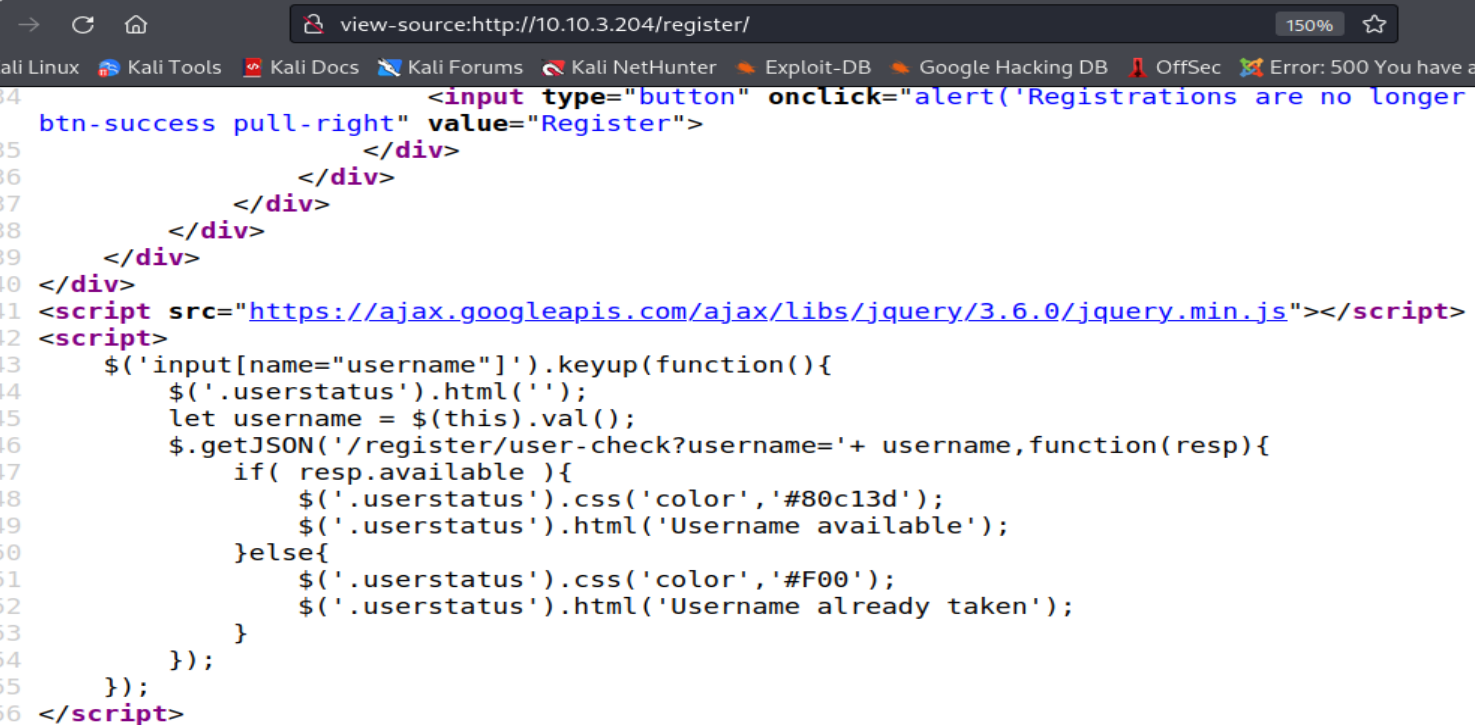 view-source:http://10.10.3.204/register/ 150%
ali Linux Kali Tools Kali Docs Kali Forums Kali NetHunter Exploit-DB Google Hacking DB OffSec Error: 500 You have a
34 <input type="button" onclick="alert('Registrations are no longer
btn-success pull-right" value="Register">
35 </div>
36 </div>
37 </div>
38 </div>
39 </div>
40 </div>
41 <script src="https://ajax.googleapis.com/ajax/libs/jquery/3.6.0/jquery.min.js"></script>
42 <script>
43 $('input[name="username"]').keyup(function(){
44 $('.userstatus').html('');
45 let username = $(this).val();
46 $.getJSON('/register/user-check?username='+ username,function(resp){
47 if( resp.available ){
48 $('.userstatus').css('color','#80c13d');
49 $('.userstatus').html('Username available');
50 }else{
51 $('.userstatus').css('color','#F00');
52 $('.userstatus').html('Username already taken');
53 }
54 });
55 });
56 </script>